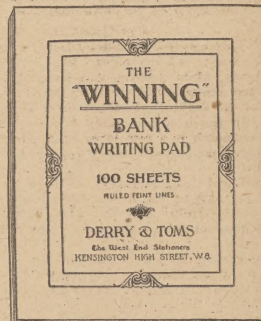 THE
"WINNING"
BANK
WRITING PAD
100 SHEETS
RULED FEINT LINES
DERRY & TOMS
The West End Stationers
KENSINGTON HIGH STREET, W.8.